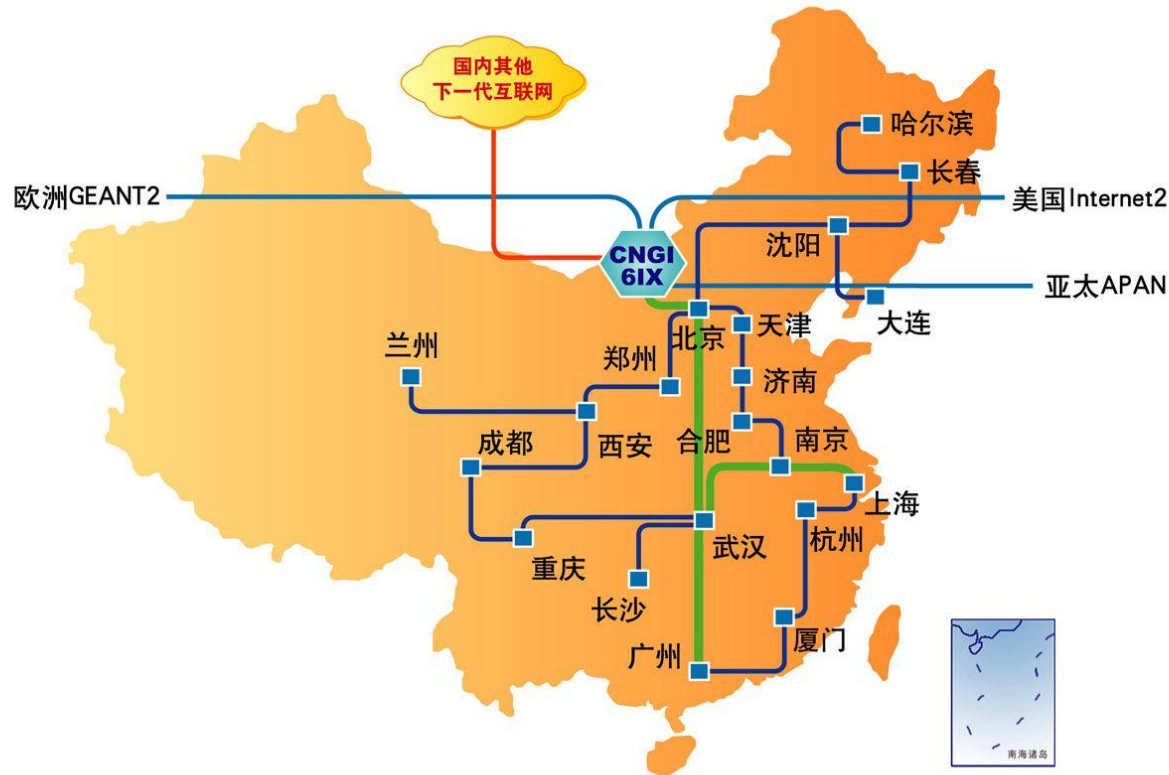 国内其他
下一代互联网
哈尔滨
长春
欧洲GEANT2
美国Internet2
沈阳
CNGI
6IX
亚太APAN
大连
北京
天津
兰州
郑州
济南
成都
西安
合肥
南京
上海
杭州
武汉
重庆
长沙
厦门
广州
南海诸岛